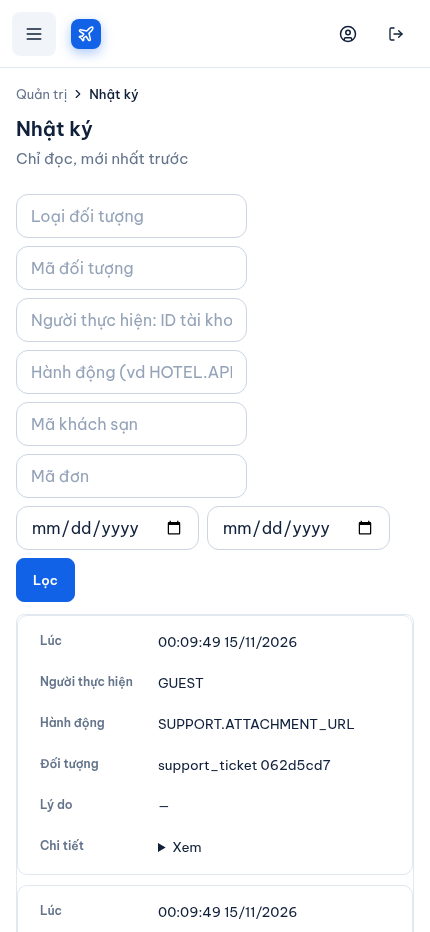 Quản trị > Nhật ký
Nhật ký
Chỉ đọc, mới nhất trước
Loại đối tượng
Mã đối tượng
Người thực hiện: ID tài kho
Hành động (vd HOTEL.API
Mã khách sạn
Mã đơn
mm/dd/yyyy mm/dd/yyyy
Lọc
Lúc 00:09:49 15/11/2026
Người thực hiện GUEST
Hành động SUPPORT.ATTACHMENT_URL
Đối tượng support_ticket 062d5cd7
Lý do —
Chi tiết ▶ Xem
Lúc 00:09:49 15/11/2026